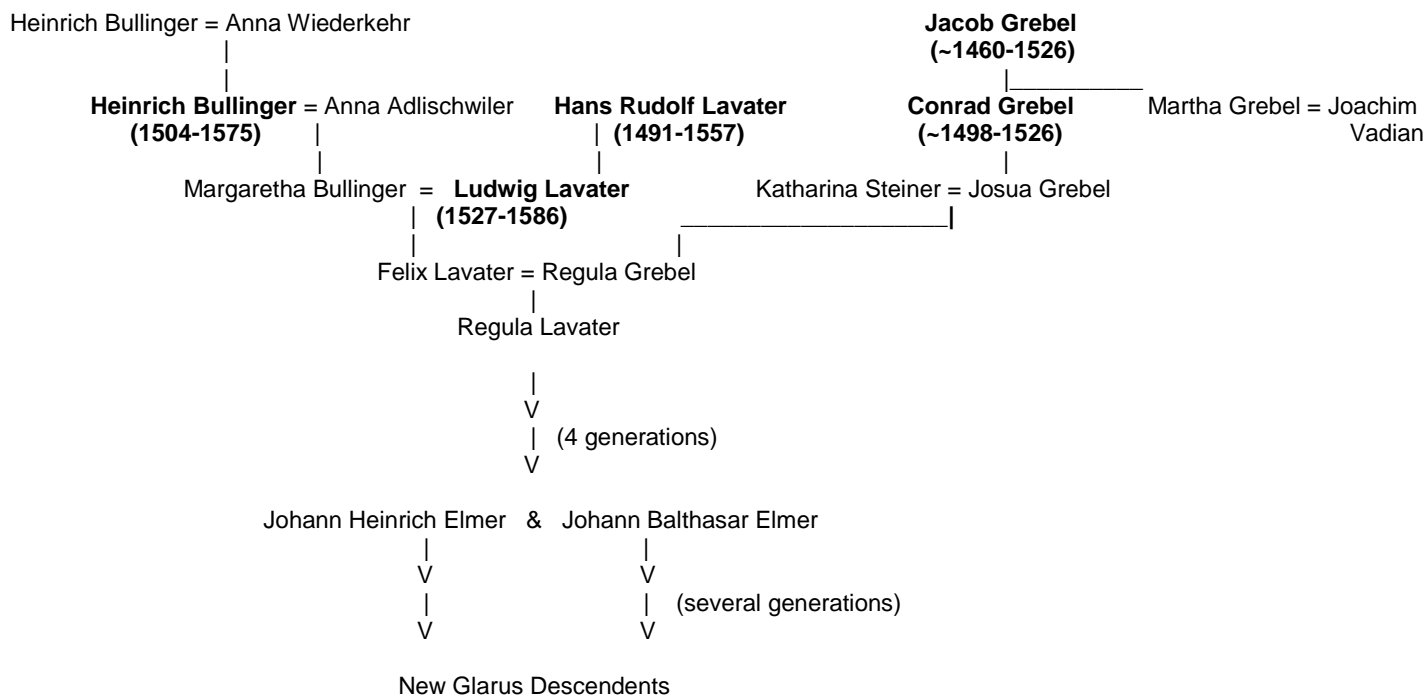 Heinrich Bullinger = Anna Wiederkehr Jacob Grebel
(~1460-1526)
Heinrich Bullinger = Anna Adlischwiler Hans Rudolf Lavater Conrad Grebel Martha Grebel = Joachim
(1504-1575) (1491-1557) (~1498-1526) Vadian
Margaretha Bullinger = Ludwig Lavater Katharina Steiner = Josua Grebel
(1527-1586)
Felix Lavater = Regula Grebel
Regula Lavater
V
(4 generations)
V
Johann Heinrich Elmer & Johann Balthasar Elmer
V V
(several generations)
V V
New Glarus Descendents